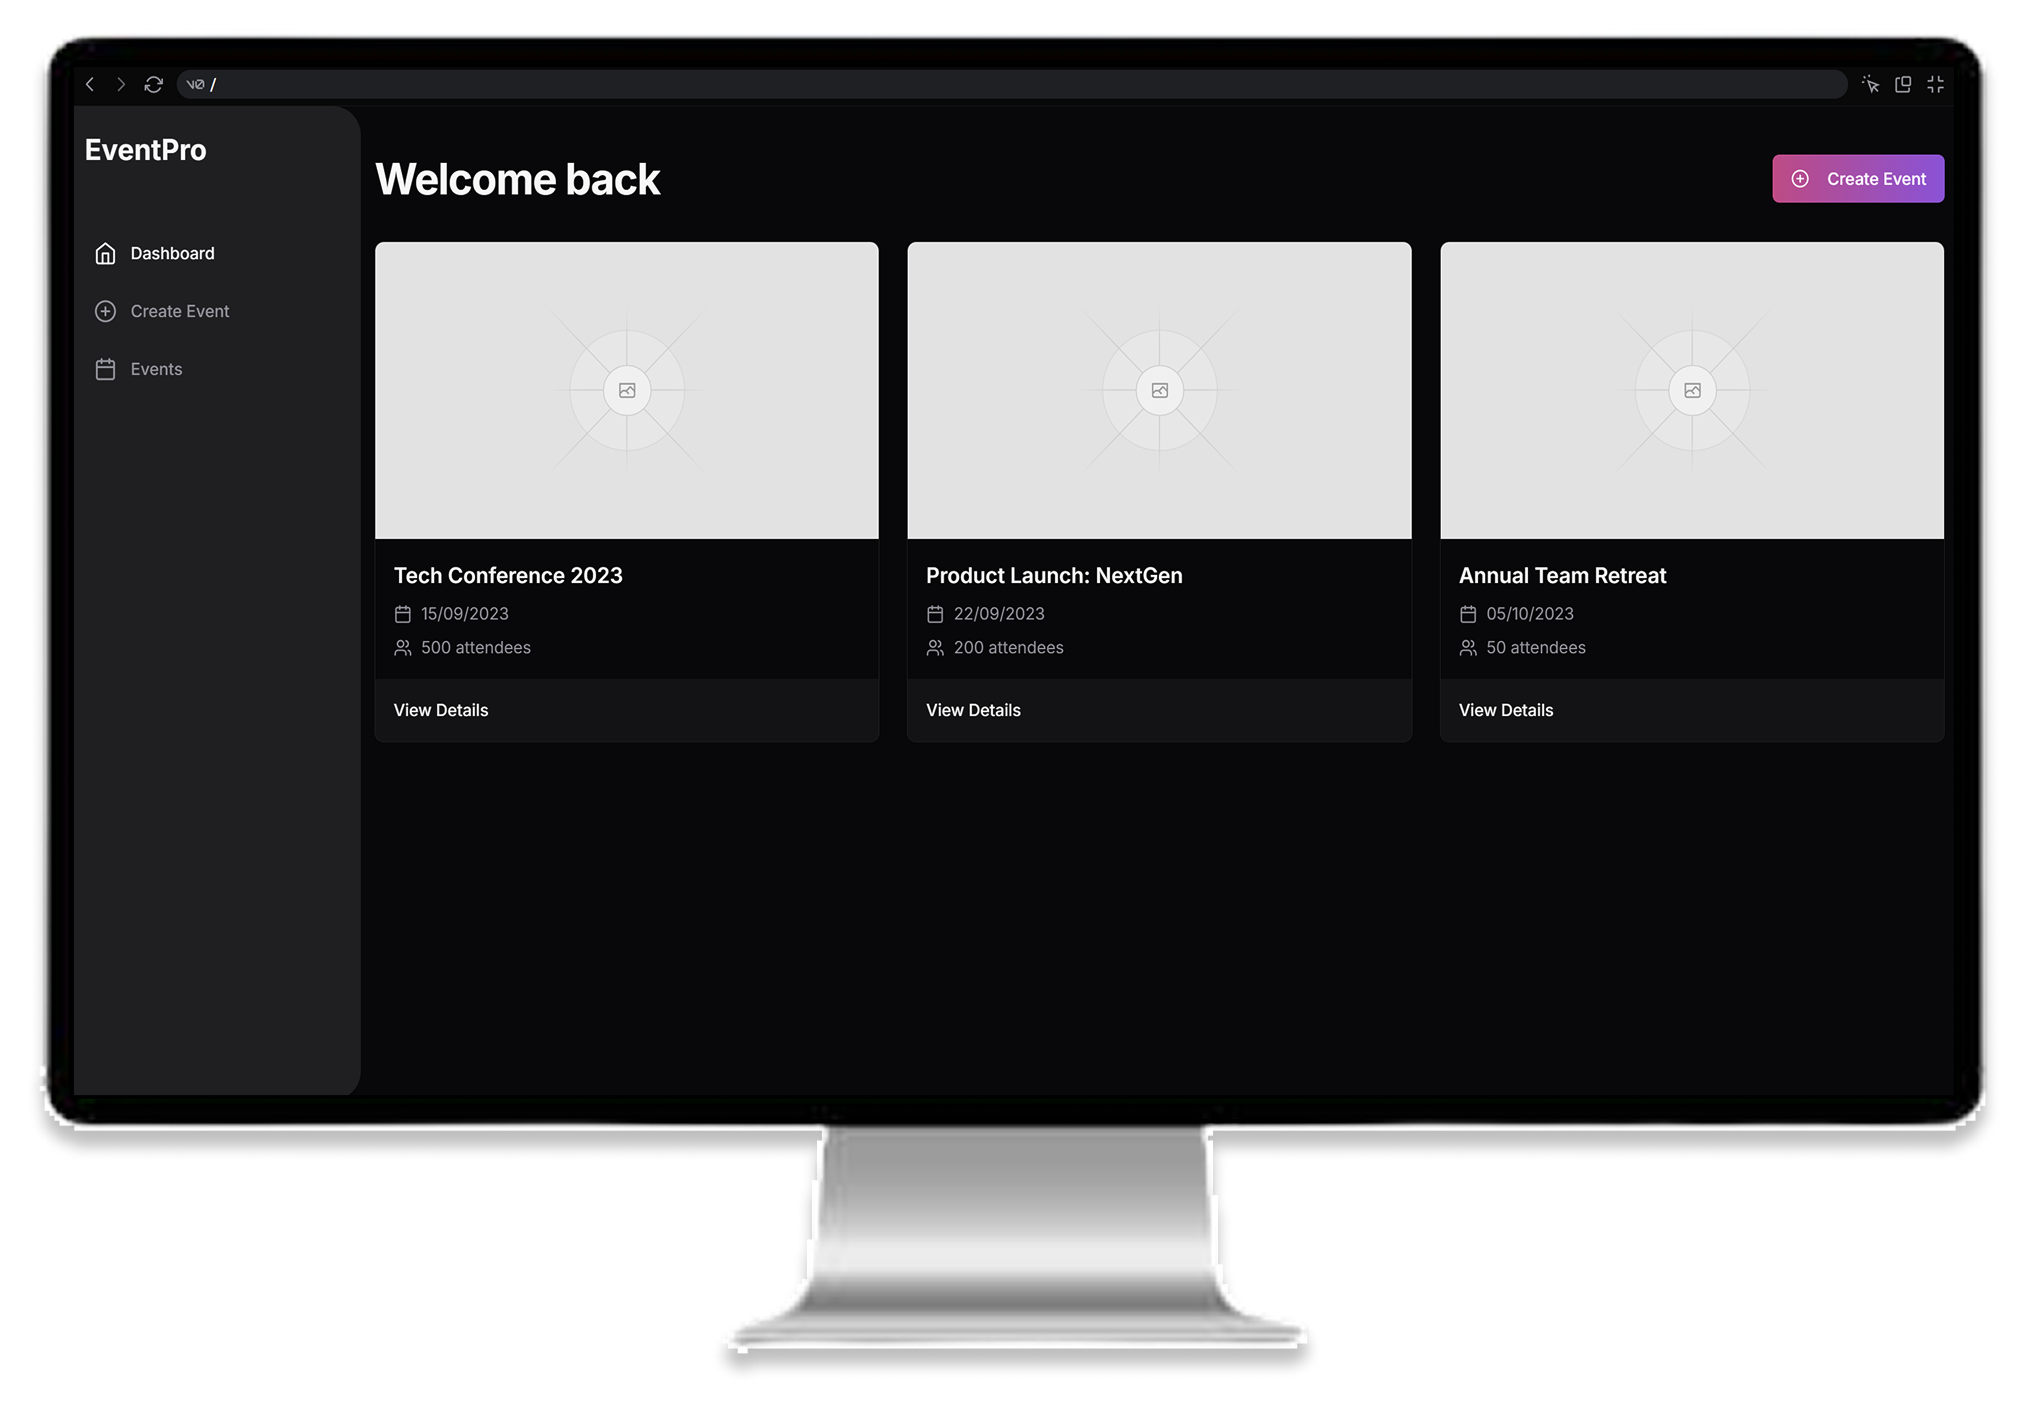 v0 /
EventPro
Dashboard
Create Event
Events
Welcome back
Create Event
Tech Conference 2023
15/09/2023
500 attendees
View Details
Product Launch: NextGen
22/09/2023
200 attendees
View Details
Annual Team Retreat
05/10/2023
50 attendees
View Details